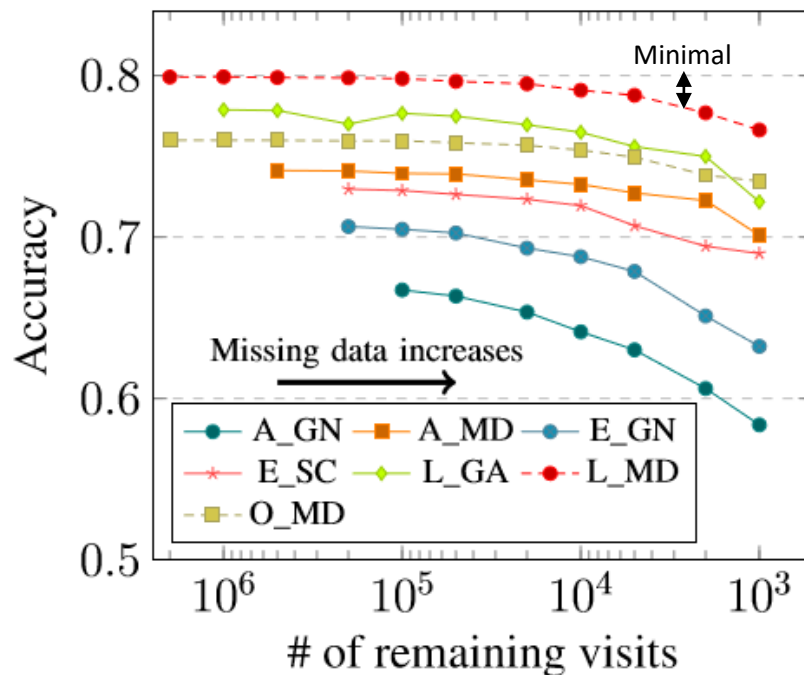 Minimal
0.8
0.7
0.6
0.5
Accuracy
Missing data increases
A_GN A_MD E_GN
E_SC L_GA L_MD
O_MD
10^6 10^5 10^4 10^3
# of remaining visits